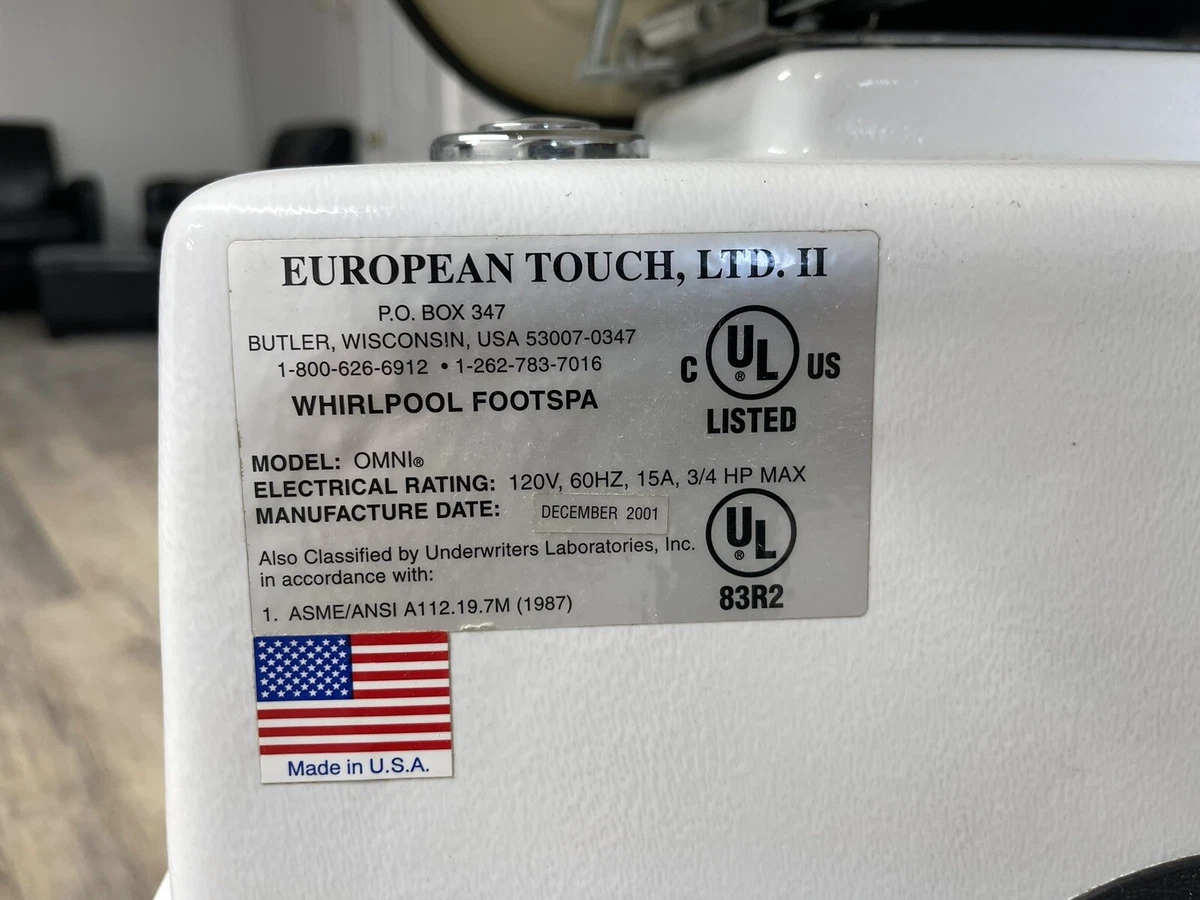 EUROPEAN TOUCH, LTD. II
P.O. BOX 347
BUTLER, WISCONSIN, USA 53007-0347
1-800-626-6912 • 1-262-783-7016
WHIRLPOOL FOOTSPA
C UL® US
LISTED
MODEL: OMNI®
ELECTRICAL RATING: 120V, 60HZ, 15A, 3/4 HP MAX
MANUFACTURE DATE: DECEMBER 2001
Also Classified by Underwriters Laboratories, Inc.
in accordance with:
1. ASME/ANSI A112.19.7M (1987)
UL®
83R2
Made in U.S.A.